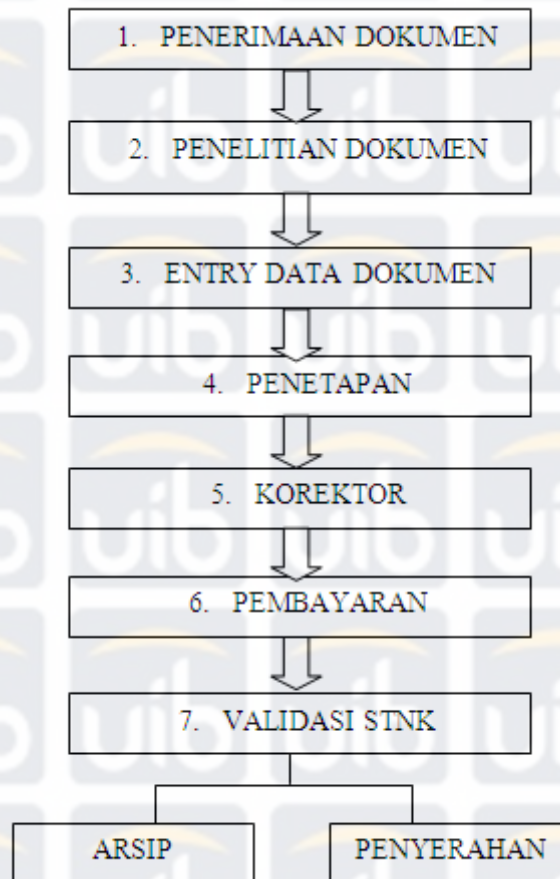 1. PENERIMAAN DOKUMEN
2. PENELITIAN DOKUMEN
3. ENTRY DATA DOKUMEN
4. PENETAPAN
5. KOREKTOR
6. PEMBAYARAN
7. VALIDASI STNK
ARSIP
PENYERAHAN
uib